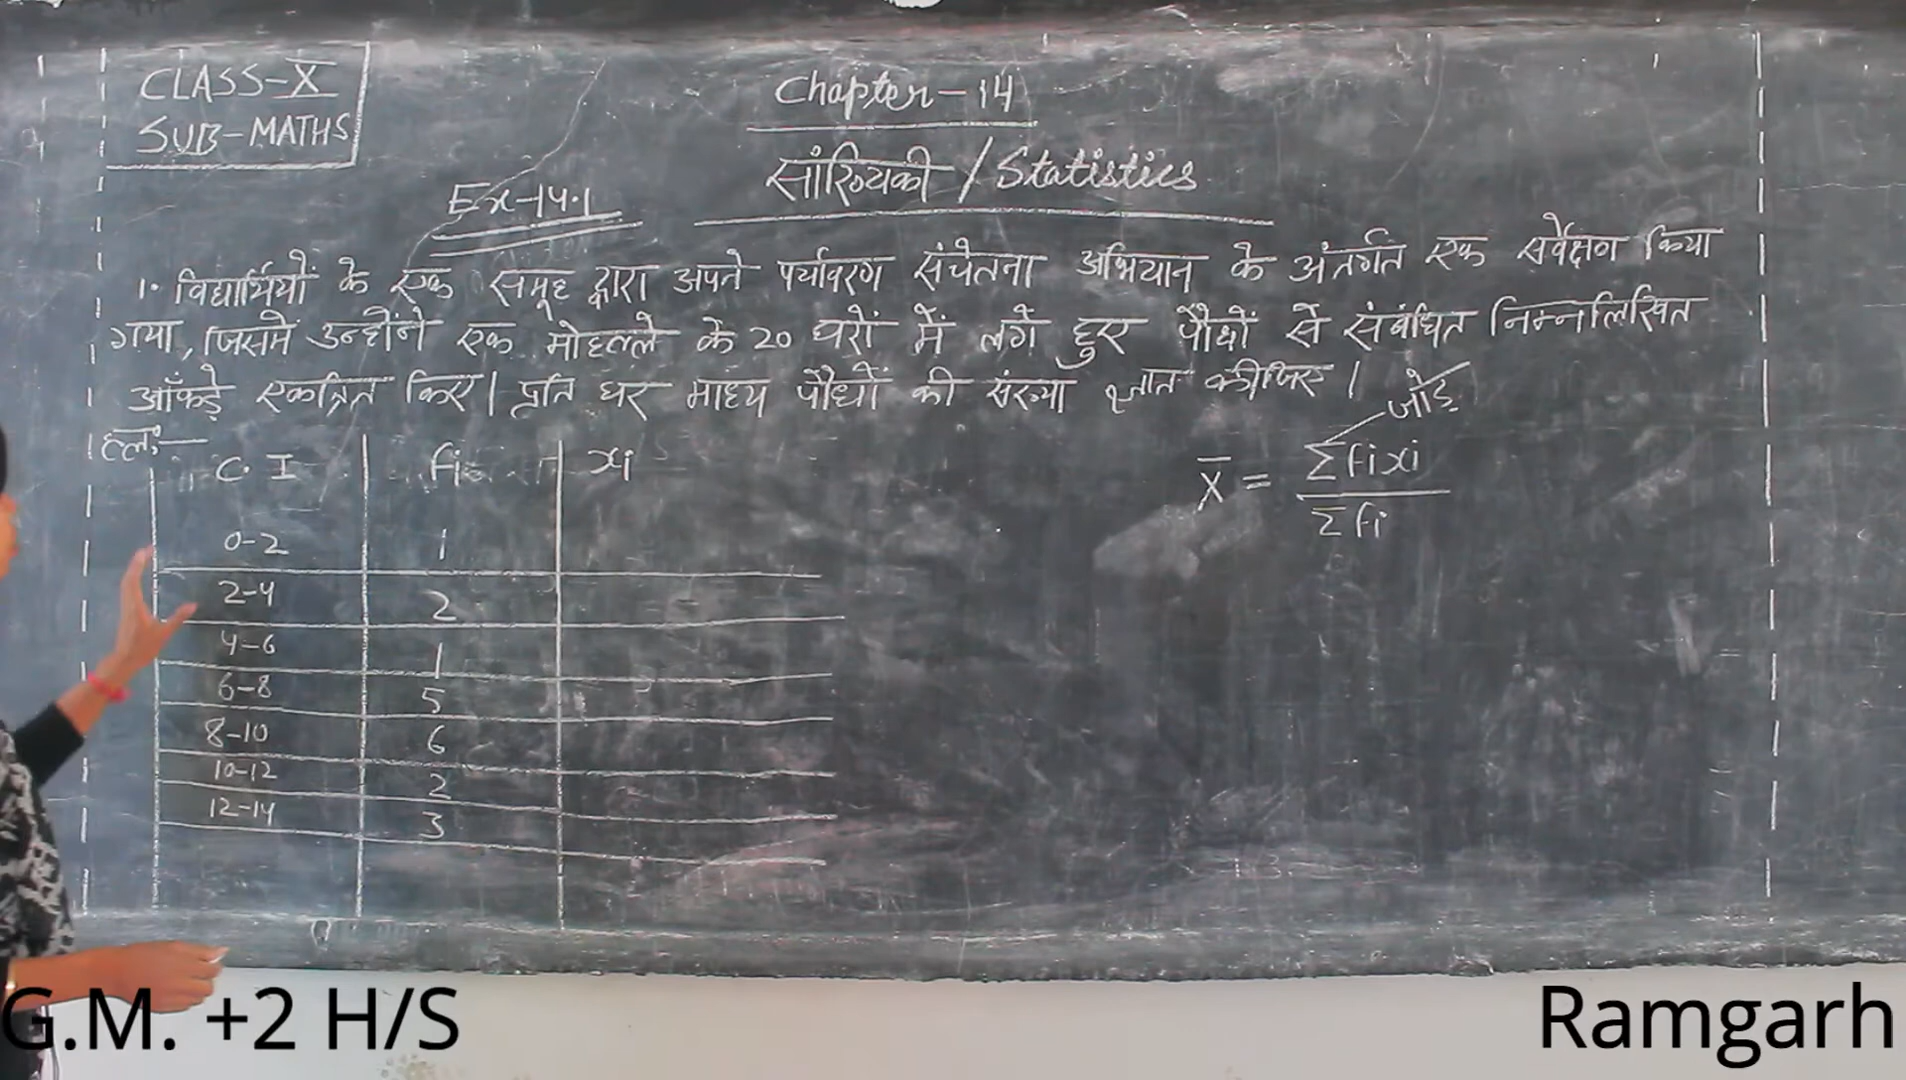 CLASS-X
SUB-MATHS
Chapter-14
सांख्यिकी / Statistics
Ex-14.1
1. विद्यार्थियों के एक समूह द्वारा अपने पर्यावरण संचेतना अभियान के अंतर्गत एक सर्वेक्षण किया
गया, जिसमें उन्होंने एक मोहल्ले के 20 घरों में लगे हुए पौधों से संबंधित निम्नलिखित
आँकड़े एकत्रित किए। प्रति घर माध्य पौधों की संख्या ज्ञात कीजिए।
हल:—
जोड़
C.I fi xi
0-2 1
2-4 2
4-6 1
6-8 5
8-10 6
10-12 2
12-14 3
X̄ = Σfixi / Σfi
G.M. +2 H/S
Ramgarh